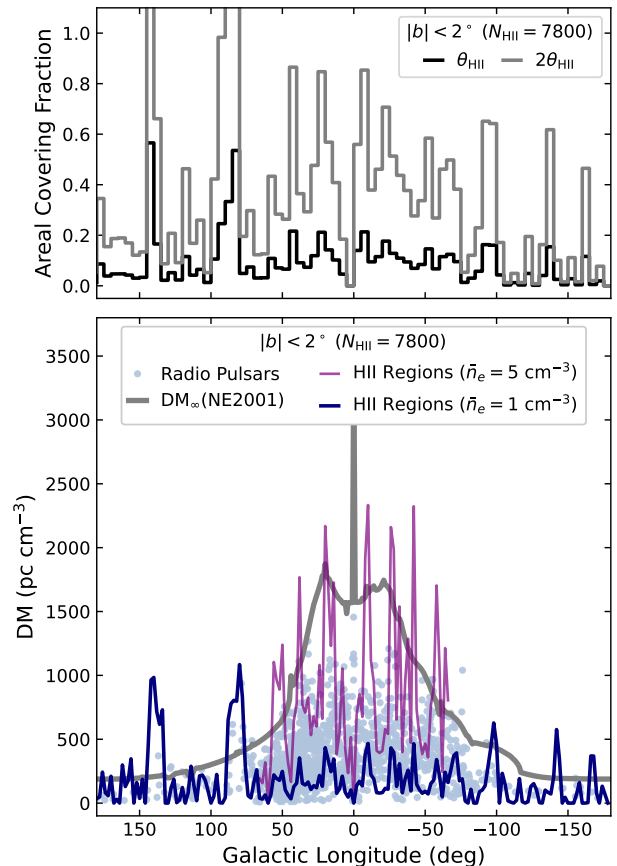 |b| < 2° (N_HII = 7800)
θ_HII 2θ_HII
Areal Covering Fraction
1.0
0.8
0.6
0.4
0.2
0.0
|b| < 2° (N_HII = 7800)
Radio Pulsars
DM∞(NE2001)
HII Regions (n̄e = 5 cm⁻³)
HII Regions (n̄e = 1 cm⁻³)
DM (pc cm⁻³)
3500
3000
2500
2000
1500
1000
500
0
150 100 50 0 −50 −100 −150
Galactic Longitude (deg)